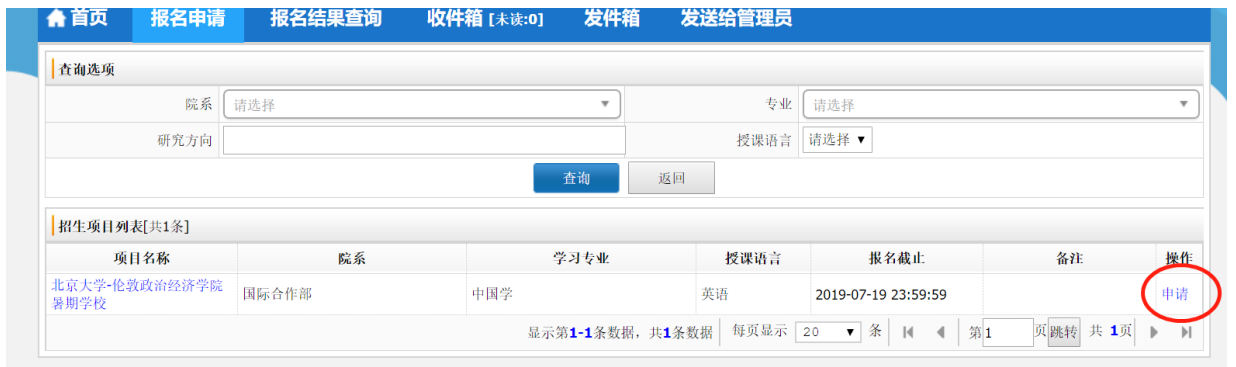 首页 报名申请 报名结果查询 收件箱 [未读:0] 发件箱 发送给管理员
查询选项
院系 请选择 专业 请选择
研究方向 授课语言 请选择
查询 返回
招生项目列表[共1条]
项目名称 院系 学习专业 授课语言 报名截止 备注 操作
北京大学-伦敦政治经济学院
暑期学校 国际合作部 中国学 英语 2019-07-19 23:59:59 申请
显示第1-1条数据，共1条数据 每页显示 20 条 第1 页 跳转 共 1页